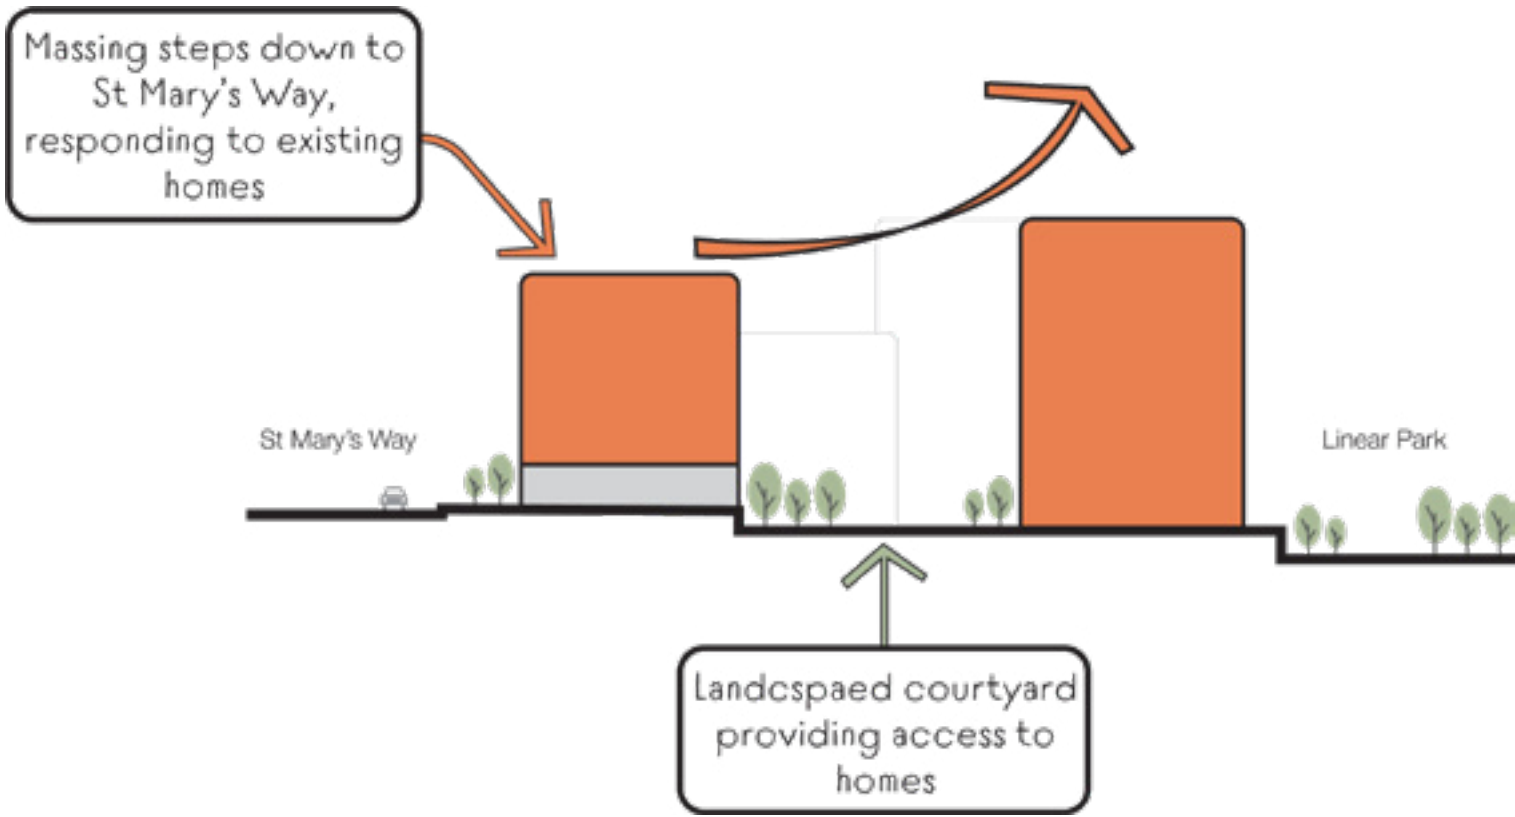 Massing steps down to
St Mary's Way,
responding to existing
homes
St Mary's Way
Linear Park
Landcspaed courtyard
providing access to
homes